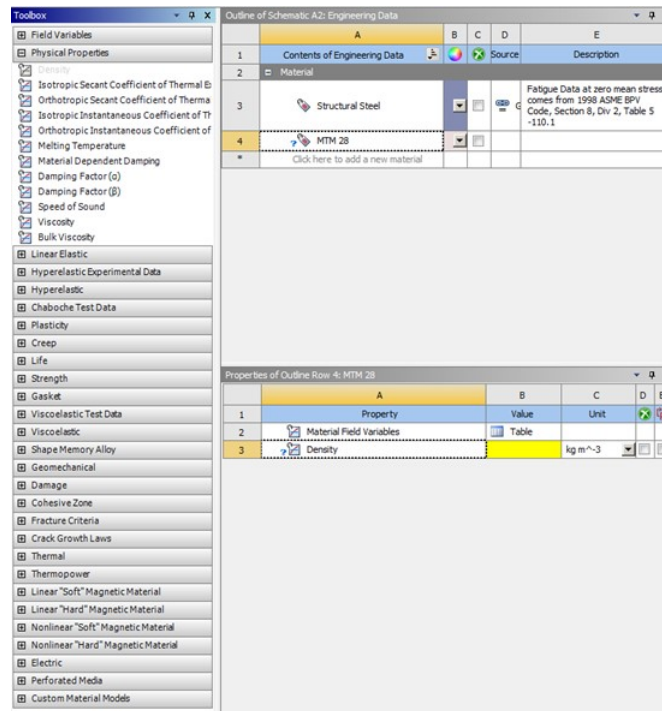 Toolbox
Field Variables
Physical Properties
Density
Isotropic Secant Coefficient of Thermal E
Orthotropic Secant Coefficient of Therma
Isotropic Instantaneous Coefficient of Th
Orthotropic Instantaneous Coefficient of
Melting Temperature
Material Dependent Damping
Damping Factor (α)
Damping Factor (β)
Speed of Sound
Viscosity
Bulk Viscosity
Linear Elastic
Hyperelastic Experimental Data
Hyperelastic
Chaboche Test Data
Plasticity
Creep
Life
Strength
Gasket
Viscoelastic Test Data
Viscoelastic
Shape Memory Alloy
Geomechanical
Damage
Cohesive Zone
Fracture Criteria
Crack Growth Laws
Thermal
Thermopower
Linear "Soft" Magnetic Material
Linear "Hard" Magnetic Material
Nonlinear "Soft" Magnetic Material
Nonlinear "Hard" Magnetic Material
Electric
Perforated Media
Custom Material Models
Outline of Schematic A2: Engineering Data
A B C D E
1 Contents of Engineering Data Source Description
2 Material
3 Structural Steel G Fatigue Data at zero mean stress
comes from 1998 ASME BPV
Code, Section 8, Div 2, Table 5
-110.1
4 ? MTM 28
* Click here to add a new material
Properties of Outline Row 4: MTM 28
A B C D E
1 Property Value Unit
2 Material Field Variables Table
3 ? Density kg m^-3